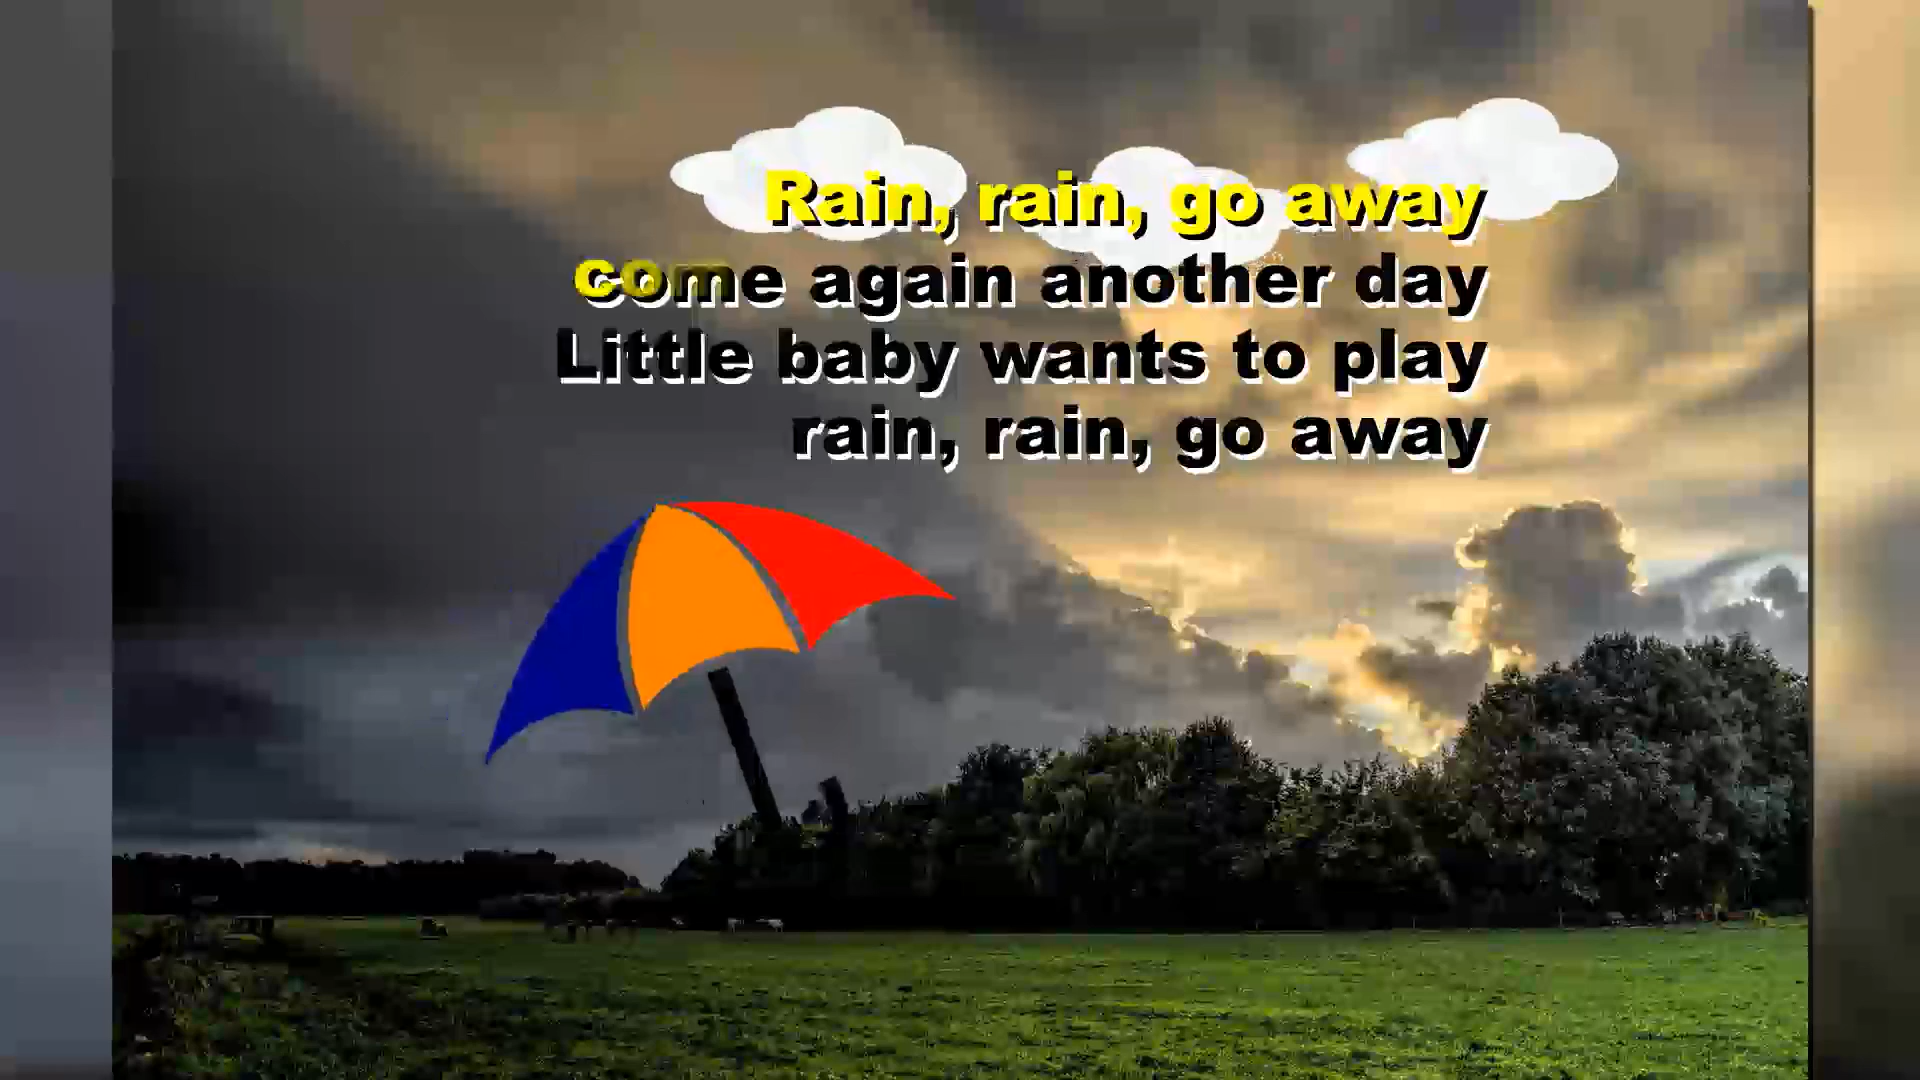 Rain, rain, go away
come again another day
Little baby wants to play
rain, rain, go away